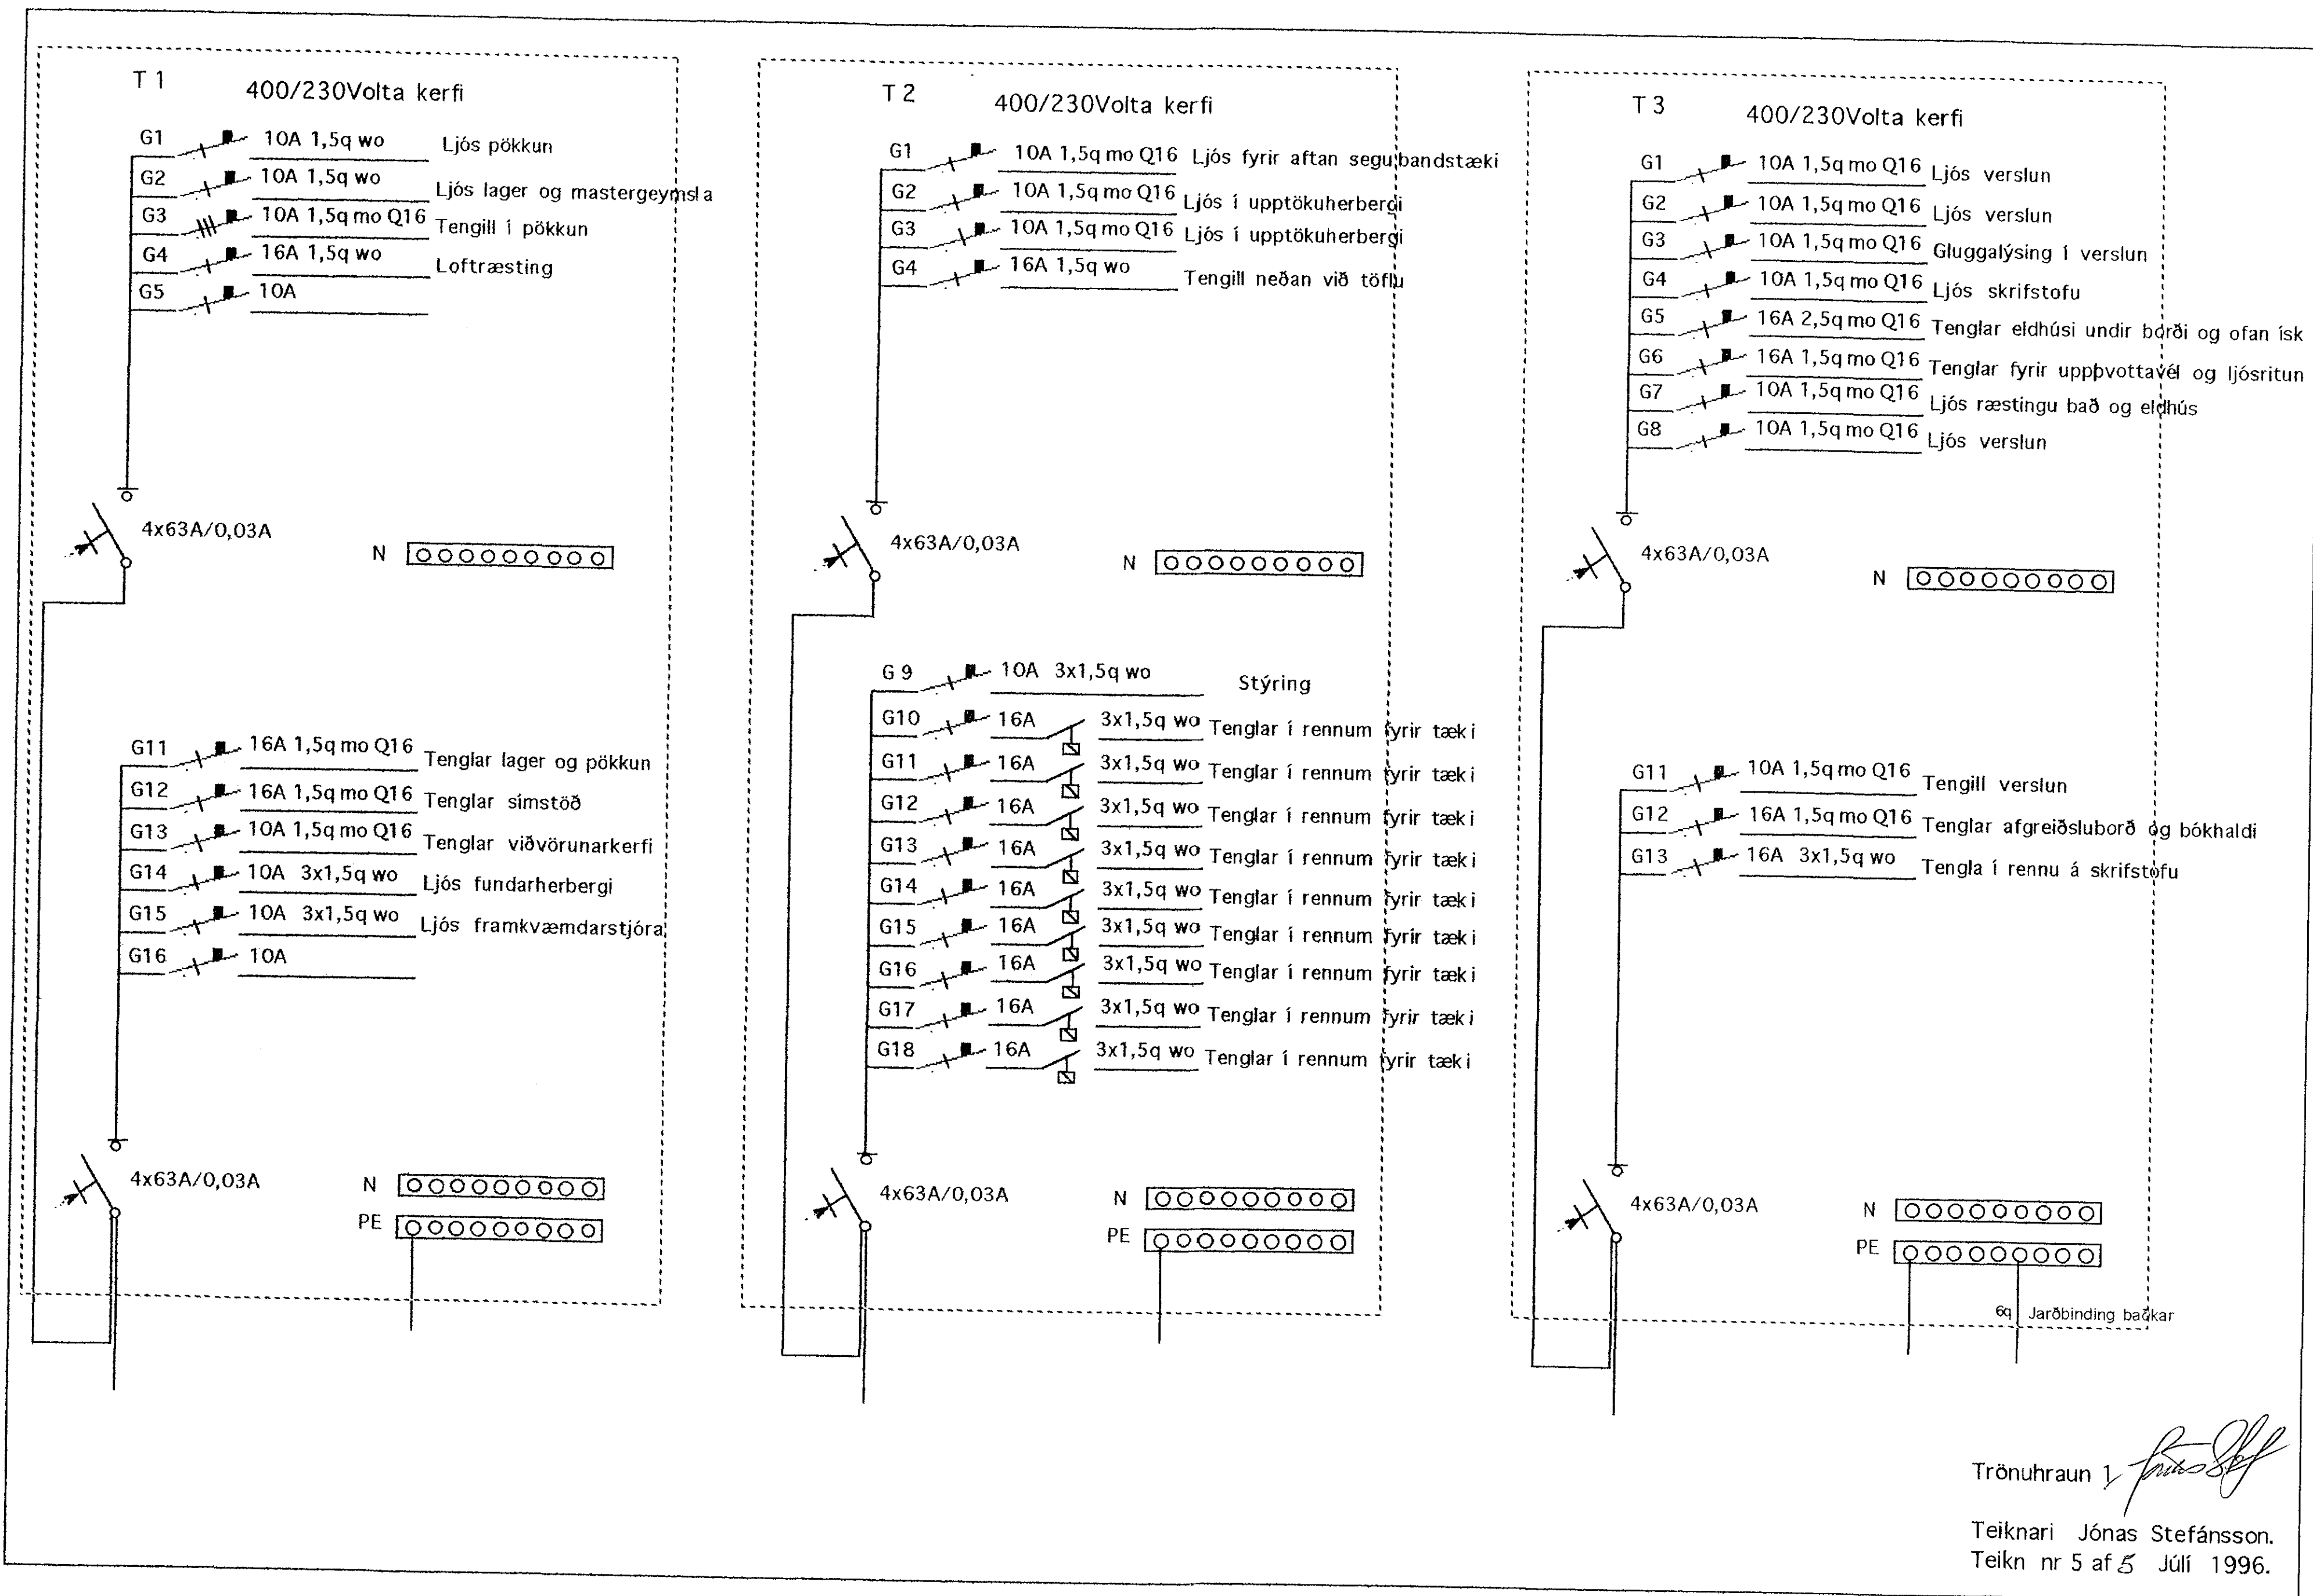 T 1
400/230Volta kerfi
G1 10A 1,5q wo Ljós pökkun
G2 10A 1,5q wo Ljós lager og mastergeymsla
G3 10A 1,5q mo Q16 Tengill í pökkun
G4 16A 1,5q wo Loftræsting
G5 10A
4x63A/0,03A
N
G11 16A 1,5q mo Q16 Tenglar lager og pökkun
G12 16A 1,5q mo Q16 Tenglar símstöð
G13 10A 1,5q mo Q16 Tenglar viðvörunarkerfi
G14 10A 3x1,5q wo Ljós fundarherbergi
G15 10A 3x1,5q wo Ljós framkvæmdarstjóra
G16 10A
4x63A/0,03A
N
PE
T 2
400/230Volta kerfi
G1 10A 1,5q mo Q16 Ljós fyrir aftan segulbandstæki
G2 10A 1,5q mo Q16 Ljós í upptökuherbergi
G3 10A 1,5q mo Q16 Ljós í upptökuherbergi
G4 16A 1,5q wo Tengill neðan við töflu
4x63A/0,03A
N
G 9 10A 3x1,5q wo Stýring
G10 16A 3x1,5q wo Tenglar í rennum fyrir tæki
G11 16A 3x1,5q wo Tenglar í rennum fyrir tæki
G12 16A 3x1,5q wo Tenglar í rennum fyrir tæki
G13 16A 3x1,5q wo Tenglar í rennum fyrir tæki
G14 16A 3x1,5q wo Tenglar í rennum fyrir tæki
G15 16A 3x1,5q wo Tenglar í rennum fyrir tæki
G16 16A 3x1,5q wo Tenglar í rennum fyrir tæki
G17 16A 3x1,5q wo Tenglar í rennum fyrir tæki
G18 16A 3x1,5q wo Tenglar í rennum fyrir tæki
4x63A/0,03A
N
PE
T 3
400/230Volta kerfi
G1 10A 1,5q mo Q16 Ljós verslun
G2 10A 1,5q mo Q16 Ljós verslun
G3 10A 1,5q mo Q16 Gluggalýsing í verslun
G4 10A 1,5q mo Q16 Ljós skrifstofu
G5 16A 2,5q mo Q16 Tenglar eldhúsi undir borði og ofan ísk
G6 16A 1,5q mo Q16 Tenglar fyrir uppþvottavél og ljósritun
G7 10A 1,5q mo Q16 Ljós ræstingu bað og eldhús
G8 10A 1,5q mo Q16 Ljós verslun
4x63A/0,03A
N
G11 10A 1,5q mo Q16 Tengill verslun
G12 16A 1,5q mo Q16 Tenglar afgreiðsluborð og bókhaldi
G13 16A 3x1,5q wo Tengla í rennu á skrifstofu
4x63A/0,03A
N
PE
6q Jarðbinding baðkar
Trönuhraun 1
Teiknari Jónas Stefánsson.
Teikn nr 5 af 5 Júlí 1996.